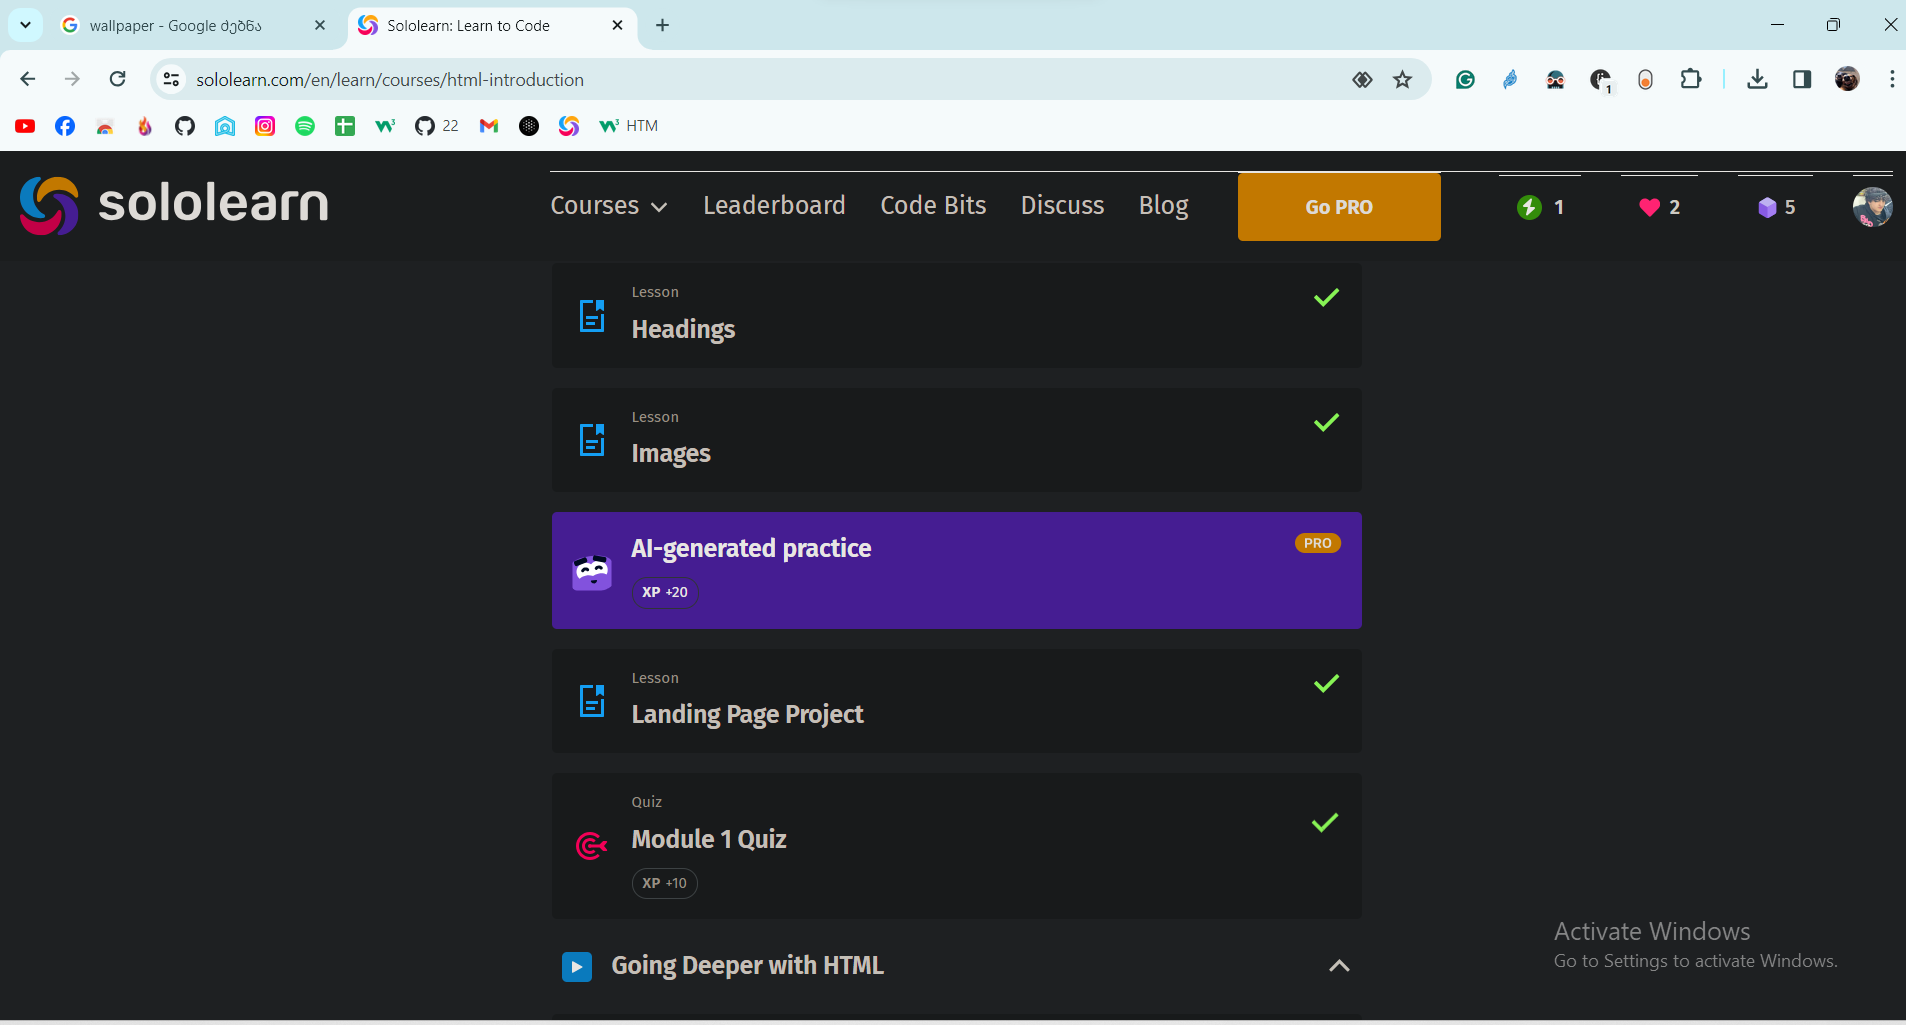 wallpaper - Google ძებნა
Sololearn: Learn to Code
sololearn.com/en/learn/courses/html-introduction
1
22
HTM
sololearn
Courses
Leaderboard
Code Bits
Discuss
Blog
Go PRO
1
2
5
Lesson
Headings
Lesson
Images
AI-generated practice
PRO
XP +20
Lesson
Landing Page Project
Quiz
Module 1 Quiz
XP +10
Going Deeper with HTML
Activate Windows
Go to Settings to activate Windows.